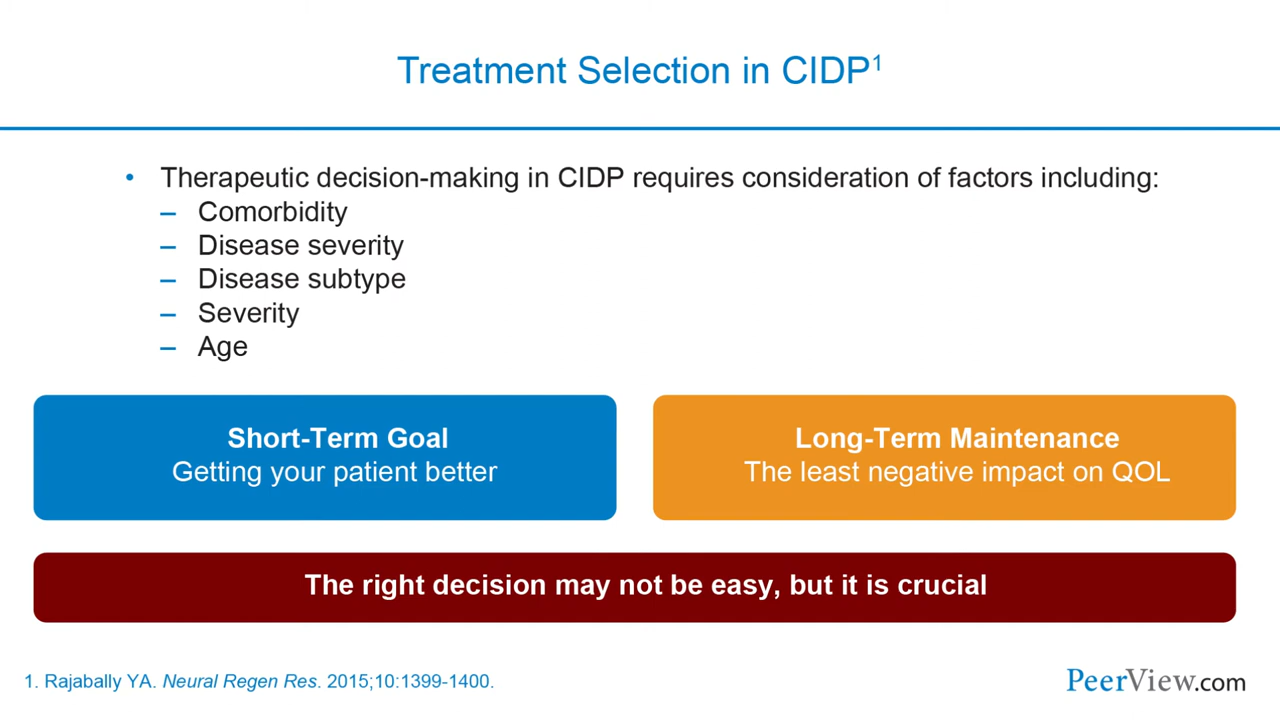 Treatment Selection in CIDP¹
• Therapeutic decision-making in CIDP requires consideration of factors including:
– Comorbidity
– Disease severity
– Disease subtype
– Severity
– Age
Short-Term Goal
Getting your patient better
Long-Term Maintenance
The least negative impact on QOL
The right decision may not be easy, but it is crucial
1. Rajabally YA. Neural Regen Res. 2015;10:1399-1400.
PeerView.com